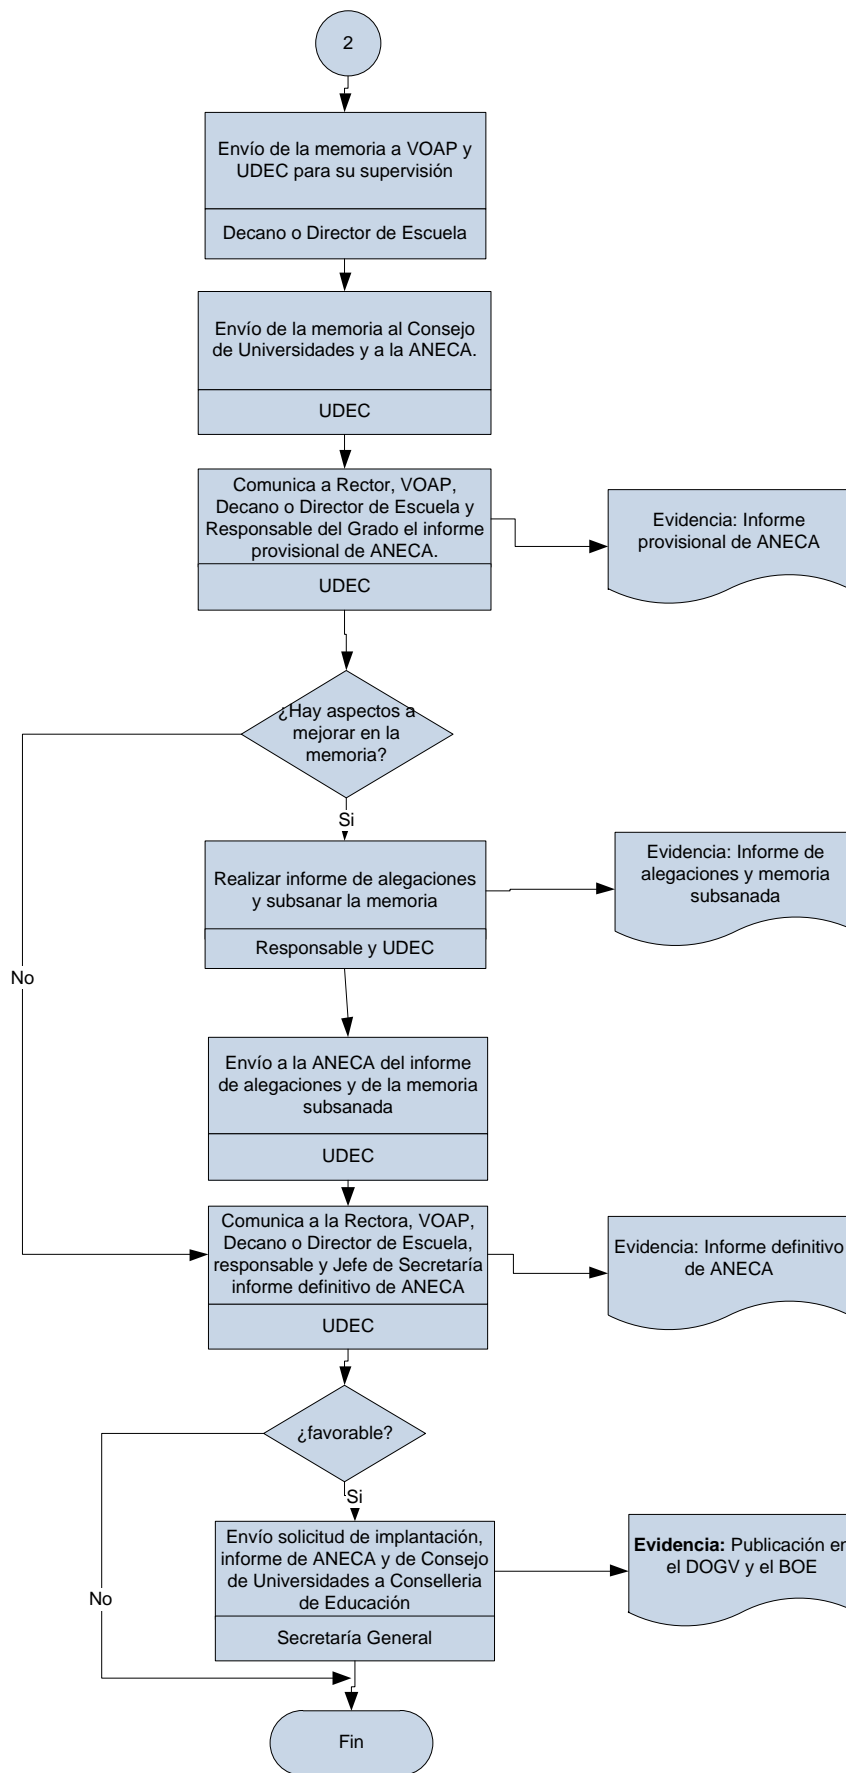 2
Envío de la memoria a VOAP y
UDEC para su supervisión
Decano o Director de Escuela
Envío de la memoria al Consejo
de Universidades y a la ANECA.
UDEC
Comunica a Rector, VOAP,
Decano o Director de Escuela y
Responsable del Grado el informe
provisional de ANECA.
UDEC
Evidencia: Informe
provisional de ANECA
¿Hay aspectos a
mejorar en la
memoria?
Si
Realizar informe de alegaciones
y subsanar la memoria
Responsable y UDEC
Evidencia: Informe de
alegaciones y memoria
subsanada
No
Envío a la ANECA del informe
de alegaciones y de la memoria
subsanada
UDEC
Comunica a la Rectora, VOAP,
Decano o Director de Escuela,
responsable y Jefe de Secretaría
informe definitivo de ANECA
UDEC
Evidencia: Informe definitivo
de ANECA
¿favorable?
Si
Envío solicitud de implantación,
informe de ANECA y de Consejo
de Universidades a Conselleria
de Educación
Secretaría General
Evidencia: Publicación en
el DOGV y el BOE
No
Fin